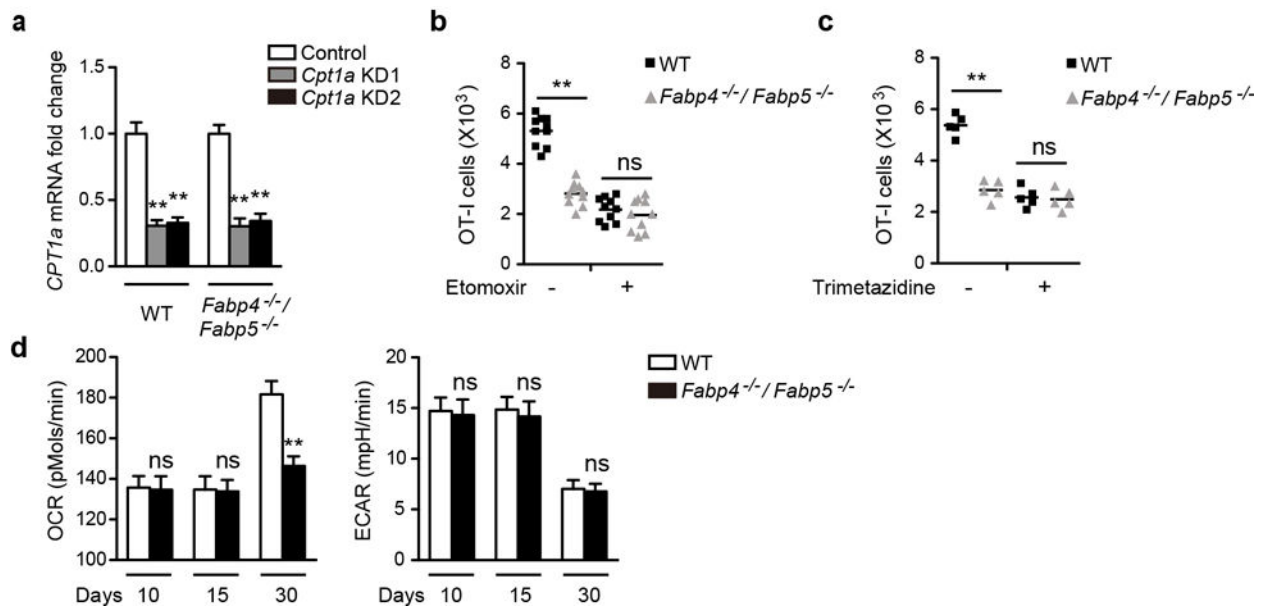 a
CPT1a mRNA fold change
1.5
1.0
0.5
0.0
Control
Cpt1a KD1
Cpt1a KD2
** **
** **
WT
Fabp4-/-/
Fabp5-/-
b
OT-I cells (X10³)
8
6
4
2
0
WT
Fabp4-/-/ Fabp5-/-
**
ns
Etomoxir - +
c
OT-I cells (X10³)
8
6
4
2
0
WT
Fabp4-/-/ Fabp5-/-
**
ns
Trimetazidine - +
d
OCR (pMols/min)
200
180
160
140
120
100
ns
ns
**
Days 10 15 30
ECAR (mpH/min)
20
15
10
5
0
ns
ns
ns
Days 10 15 30
WT
Fabp4-/-/ Fabp5-/-